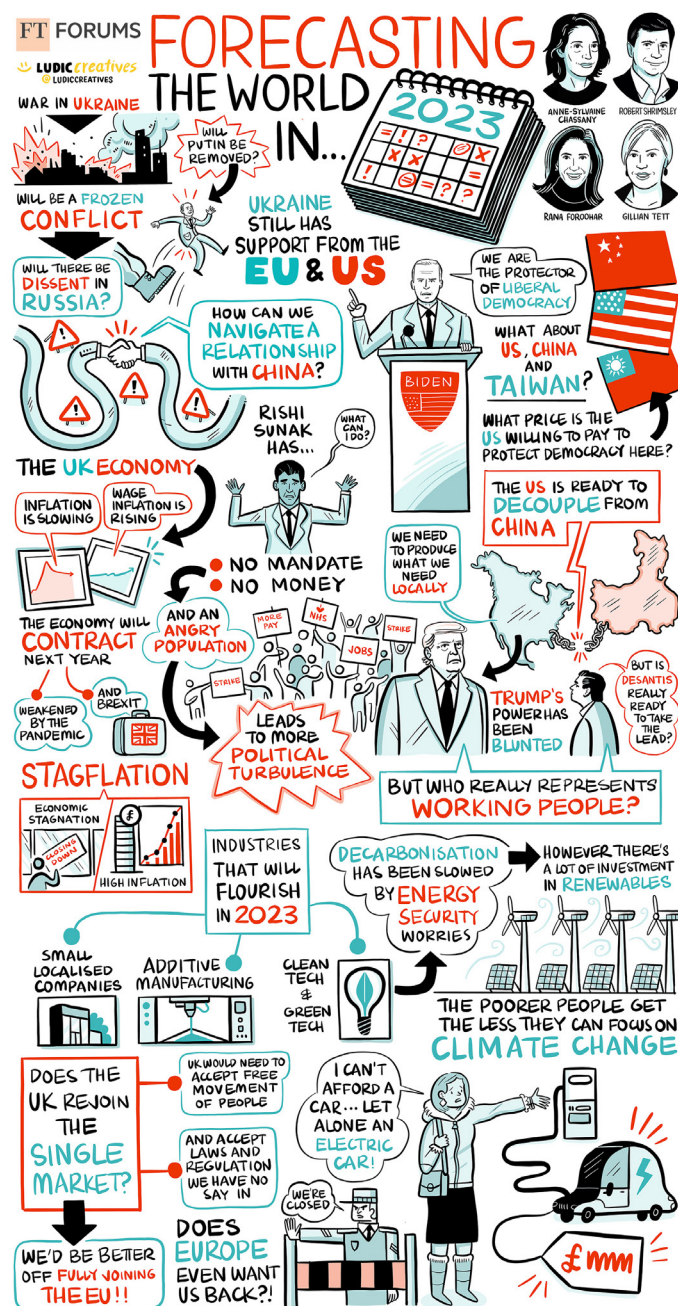 FT FORUMS
LUDIC creatives
@LUDICCREATIVES
FORECASTING
THE WORLD
IN...
2023
=!?
XX
X
!
==??
ANNE-SYLVAINE
CHASSANY
ROBERT SHRIMSLEY
RANA FOROOHAR
GILLIAN TETT
WAR IN UKRAINE
WILL
PUTIN BE
REMOVED?
WILL BE A FROZEN
CONFLICT
WILL THERE BE
DISSENT IN
RUSSIA?
UKRAINE
STILL HAS
SUPPORT FROM THE
EU & US
WE ARE
THE PROTECTOR
OF LIBERAL
DEMOCRACY
BIDEN
WHAT ABOUT
US, CHINA
AND
TAIWAN?
WHAT PRICE IS THE
US WILLING TO PAY TO
PROTECT DEMOCRACY HERE?
HOW CAN WE
NAVIGATE A
RELATIONSHIP
WITH CHINA?
!
!
!
!
RISHI
SUNAK
HAS...
WHAT
CAN
I DO?
THE UK ECONOMY
INFLATION
IS SLOWING
WAGE
INFLATION IS
RISING
NO MANDATE
NO MONEY
AND AN
ANGRY
POPULATION
MORE
PAY
NHS
JOBS
STRIKE
STRIKE
LEADS
TO MORE
POLITICAL
TURBULENCE
THE ECONOMY WILL
CONTRACT
NEXT YEAR
WEAKENED
BY THE
PANDEMIC
AND
BREXIT
STAGFLATION
ECONOMIC
STAGNATION
CLOSING
DOWN
£
HIGH INFLATION
THE US IS READY TO
DECOUPLE FROM
CHINA
WE NEED
TO PRODUCE
WHAT WE
NEED
LOCALLY
TRUMP'S
POWER HAS
BEEN
BLUNTED
BUT IS
DESANTIS
REALLY
READY
TO TAKE
THE
LEAD?
BUT WHO REALLY REPRESENTS
WORKING PEOPLE?
INDUSTRIES
THAT WILL
FLOURISH
IN 2023
SMALL
LOCALISED
COMPANIES
ADDITIVE
MANUFACTURING
CLEAN
TECH
&
GREEN
TECH
DECARBONISATION
HAS BEEN SLOWED
BY ENERGY
SECURITY
WORRIES
HOWEVER THERE'S
A LOT OF INVESTMENT
IN RENEWABLES
THE POORER PEOPLE GET
THE LESS THEY CAN FOCUS ON
CLIMATE CHANGE
DOES THE
UK REJOIN
THE
SINGLE
MARKET?
UK WOULD NEED TO
ACCEPT FREE
MOVEMENT
OF PEOPLE
AND ACCEPT
LAWS AND
REGULATION
WE HAVE NO
SAY IN
WE'D BE BETTER
OFF FULLY JOINING
THE EU!!
DOES
EUROPE
EVEN WANT
US BACK?!
WE'RE
CLOSED
I CAN'T
AFFORD A
CAR... LET
ALONE AN
ELECTRIC
CAR!
£